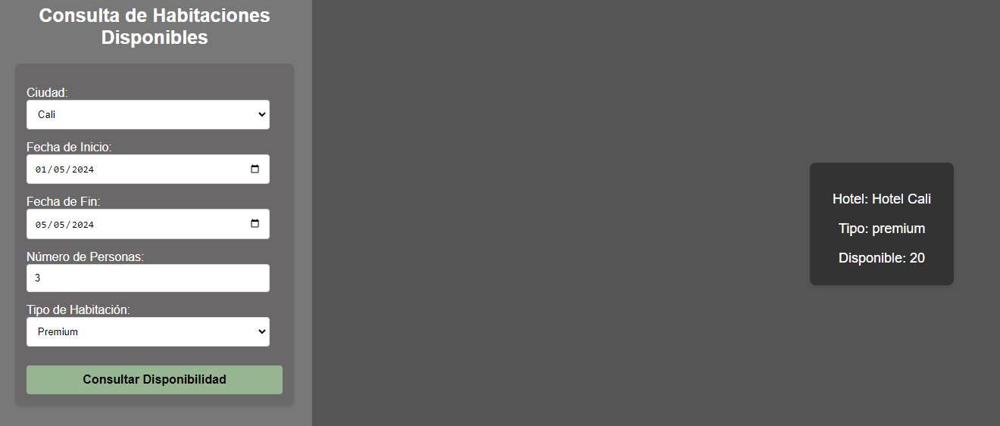 Consulta de Habitaciones
Disponibles
Ciudad:
Cali
Fecha de Inicio:
01/05/2024
Fecha de Fin:
05/05/2024
Número de Personas:
3
Tipo de Habitación:
Premium
Consultar Disponibilidad
Hotel: Hotel Cali
Tipo: premium
Disponible: 20